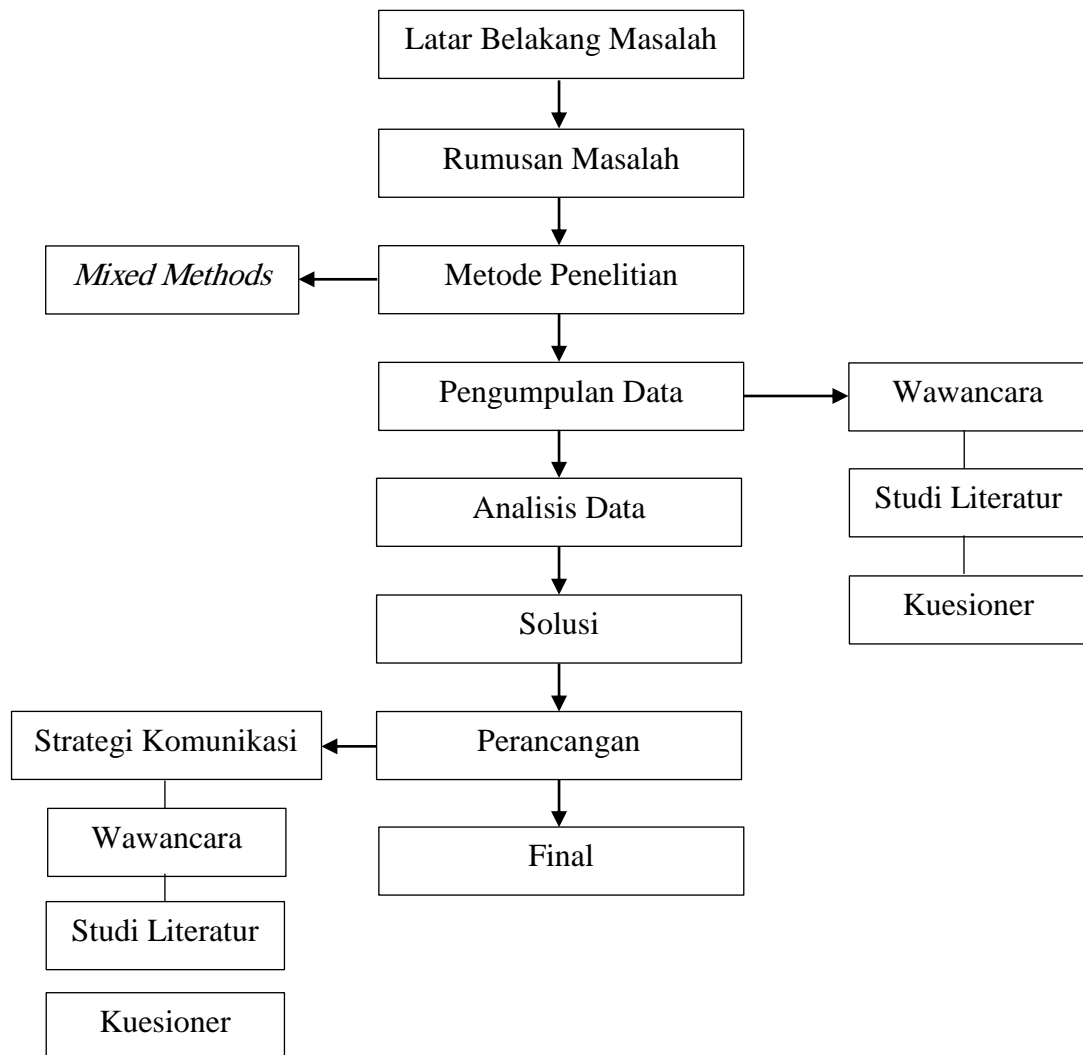 Latar Belakang Masalah
Rumusan Masalah
Mixed Methods
Metode Penelitian
Pengumpulan Data
Wawancara
Analisis Data
Studi Literatur
Solusi
Kuesioner
Strategi Komunikasi
Perancangan
Wawancara
Final
Studi Literatur
Kuesioner